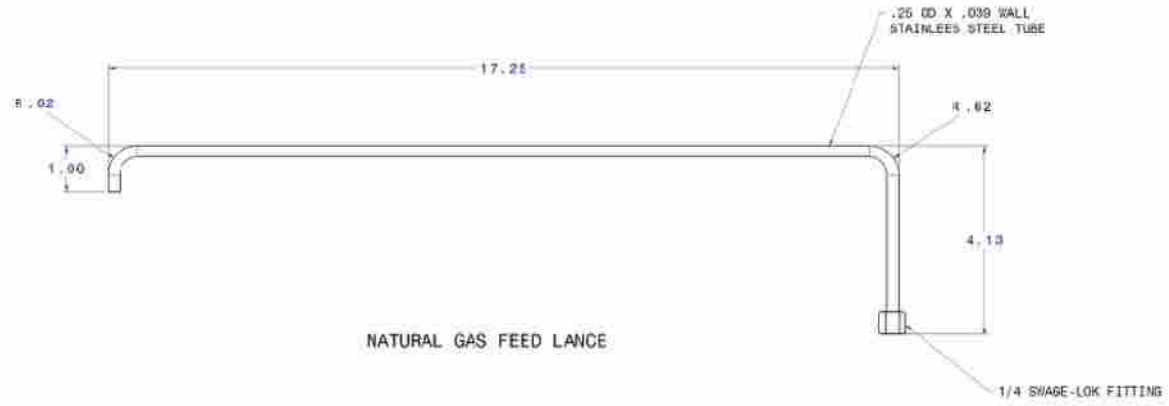 .25 OD X .039 WALL
STAINLEES STEEL TUBE
17.25
R .02
R .62
1.00
4.13
NATURAL GAS FEED LANCE
1/4 SWAGE-LOK FITTING